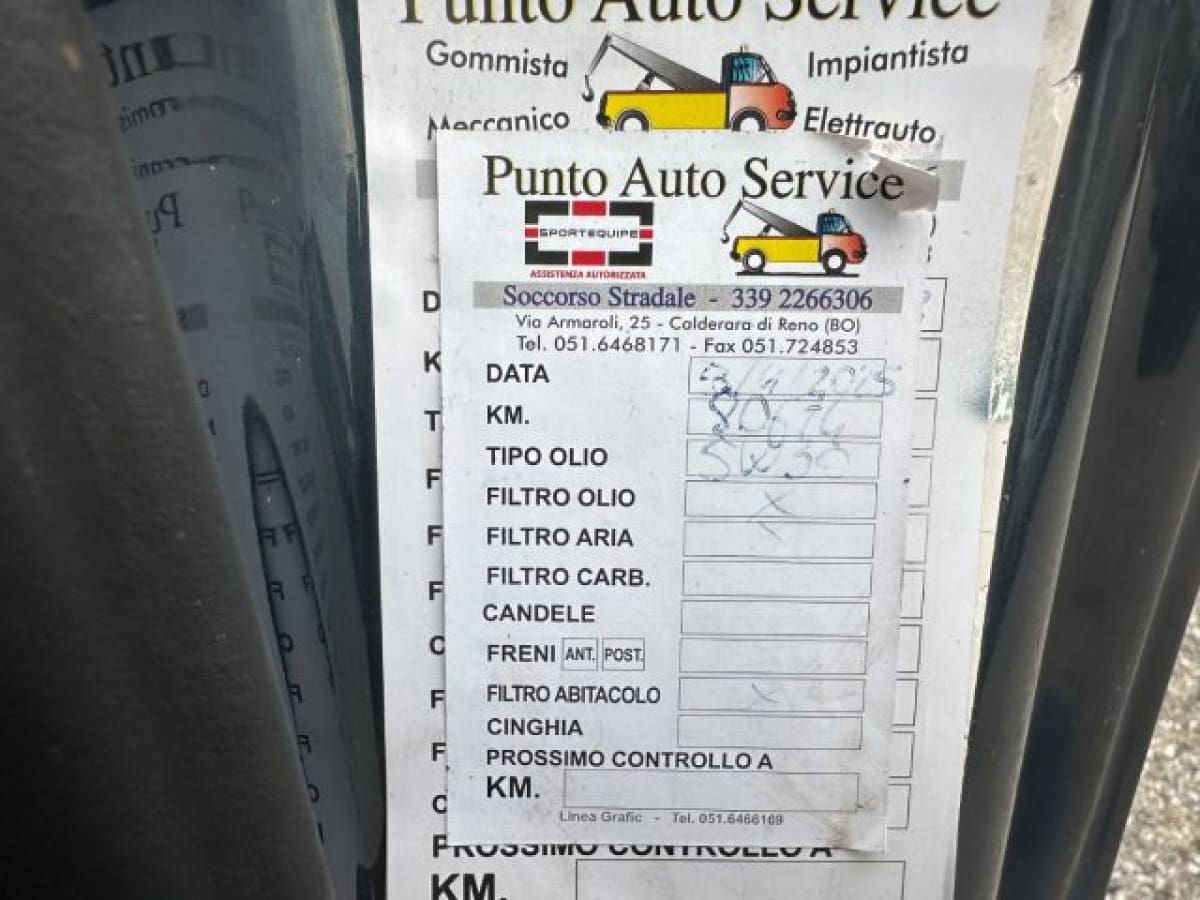 Punto Auto Service
Gommista Impiantista
Meccanico Elettrauto
Punto Auto Service
SPORTEQUIPE
ASSISTENZA AUTORIZZATA
Soccorso Stradale - 339 2266306
Via Armaroli, 25 - Calderara di Reno (BO)
Tel. 051.6468171 - Fax 051.724853
DATA
KM. 80676
TIPO OLIO 5W30
FILTRO OLIO X
FILTRO ARIA
FILTRO CARB.
CANDELE
FRENI ANT. POST.
FILTRO ABITACOLO X
CINGHIA
PROSSIMO CONTROLLO A
KM.
Linea Grafic - Tel. 051.6466169
PROSSIMO CONTROLLO A
KM.